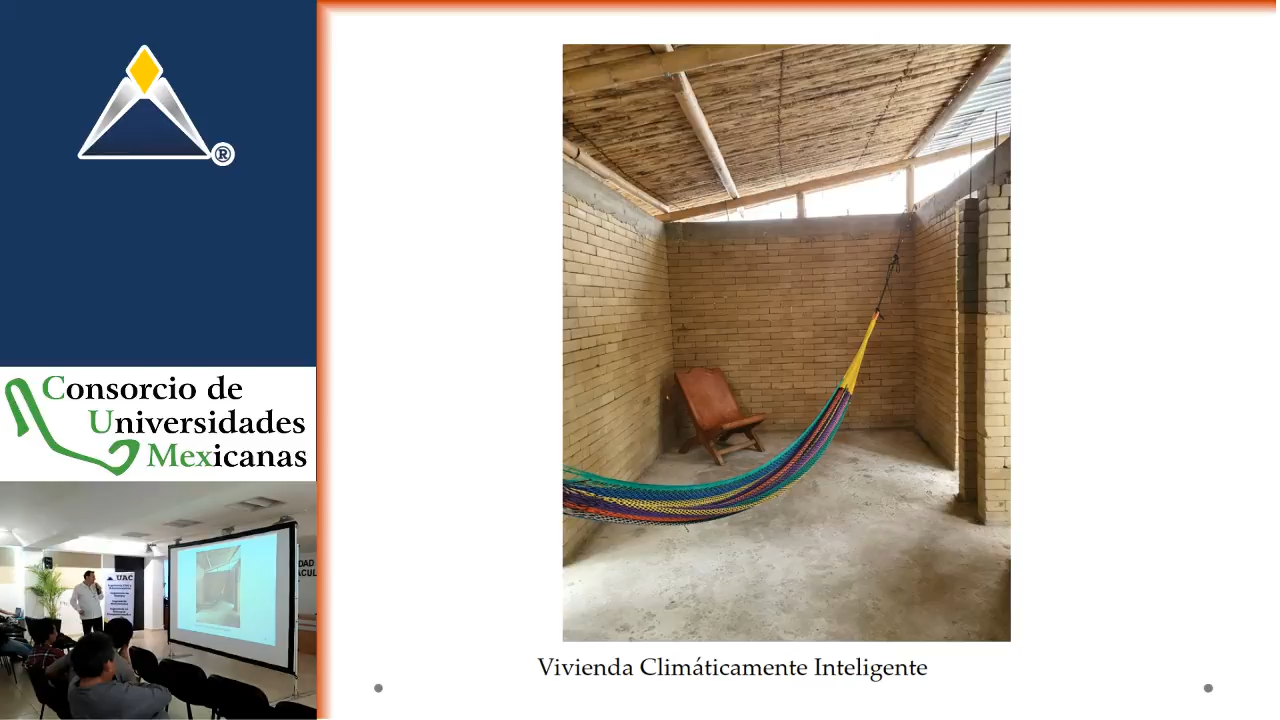 ®
Consorcio de
Universidades
Mexicanas
UAC
Vivienda Climáticamente Inteligente